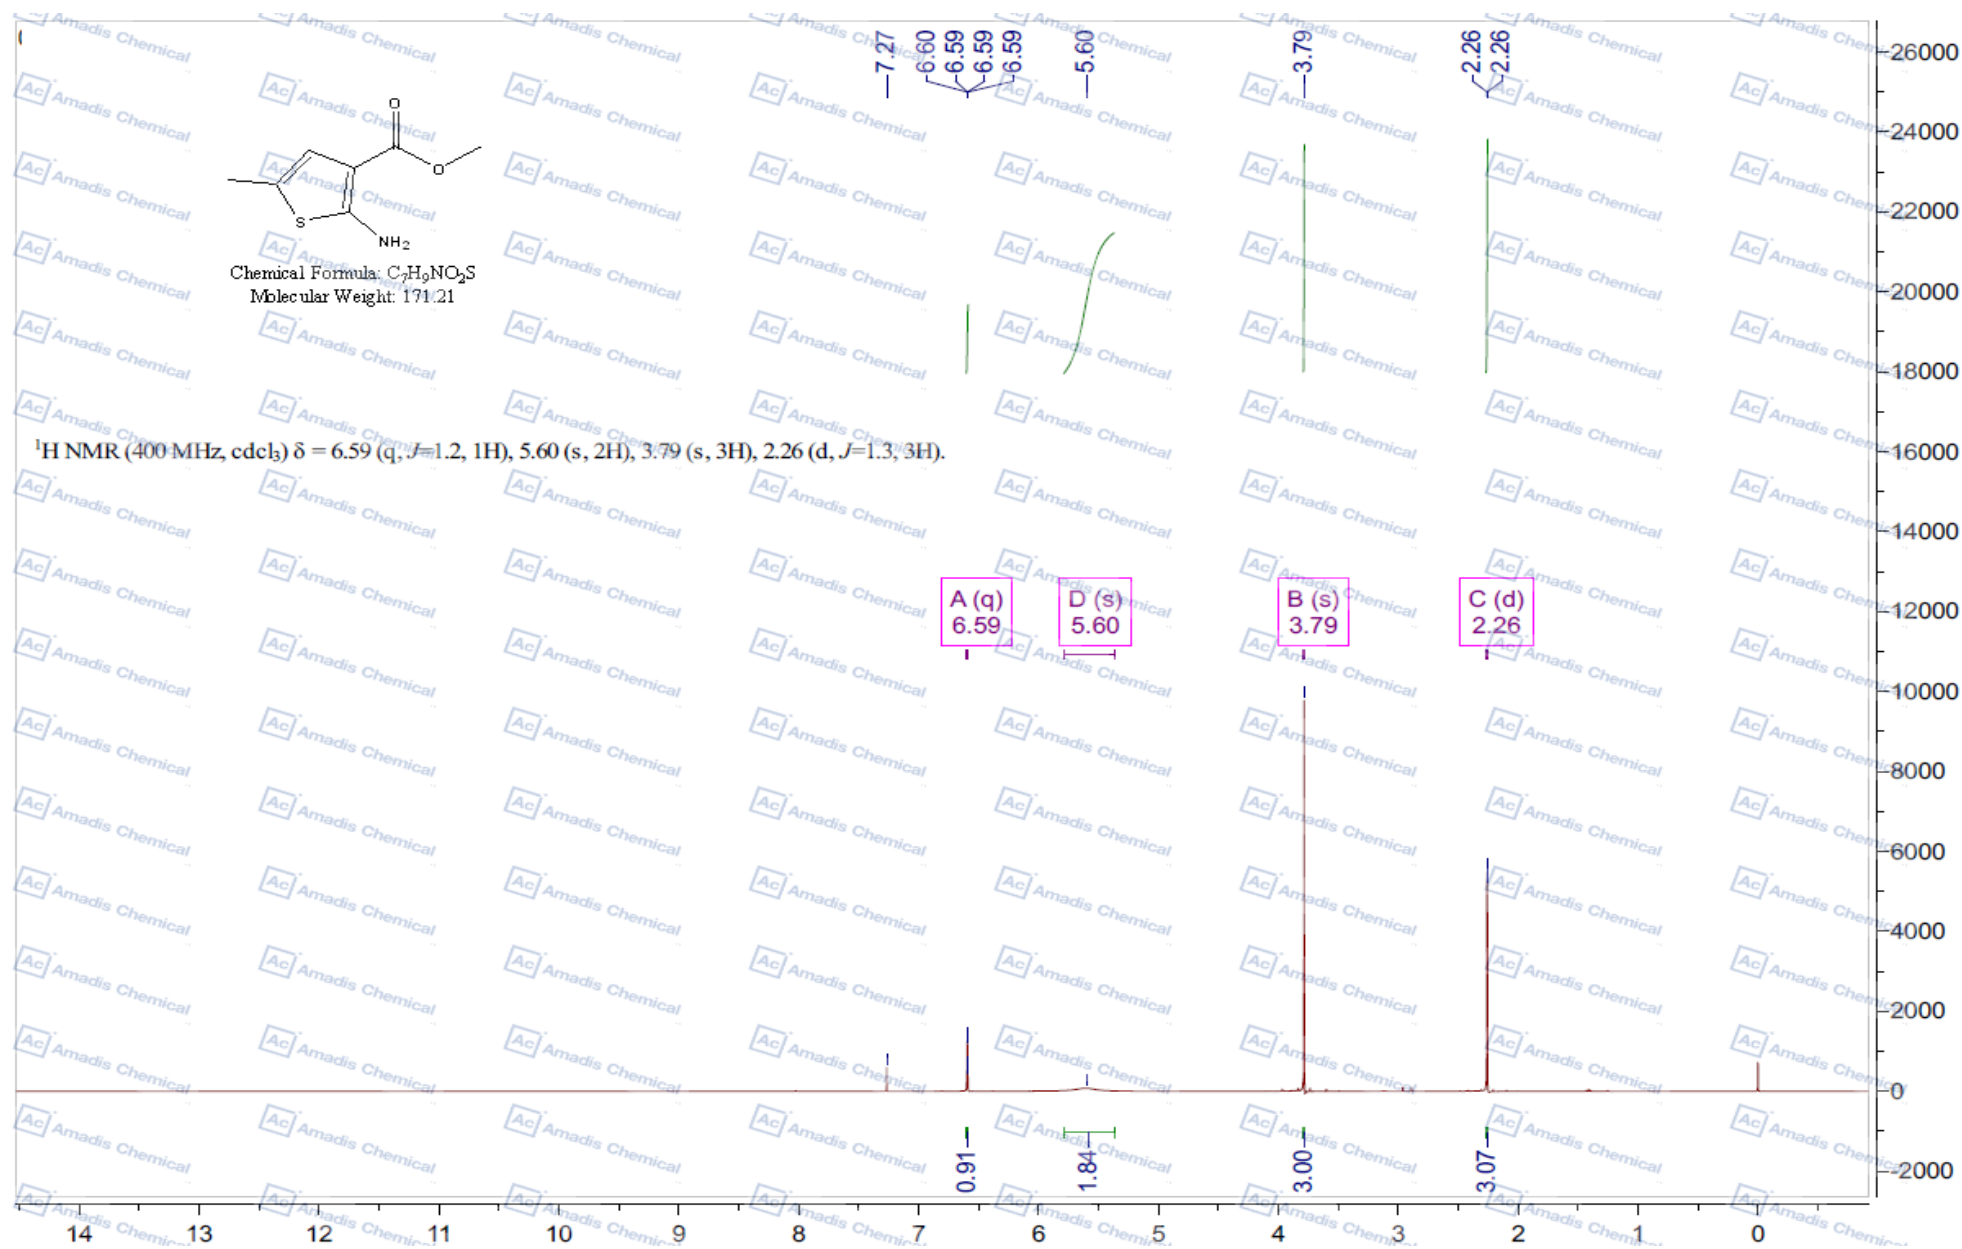 7.27
6.60
6.59
6.59
6.59
5.60
3.79
2.26
2.26
O
O
S
NH2
Chemical Formula: C7H9NO2S
Molecular Weight: 171.21
1H NMR (400 MHz, cdcl3) δ = 6.59 (q, J=1.2, 1H), 5.60 (s, 2H), 3.79 (s, 3H), 2.26 (d, J=1.3, 3H).
A (q)
6.59
D (s)
5.60
B (s)
3.79
C (d)
2.26
0.91
1.84
3.00
3.07
14 13 12 11 10 9 8 7 6 5 4 3 2 1 0
26000
24000
22000
20000
18000
16000
14000
12000
10000
8000
6000
4000
2000
0
-2000
Ac Amadis Chemical